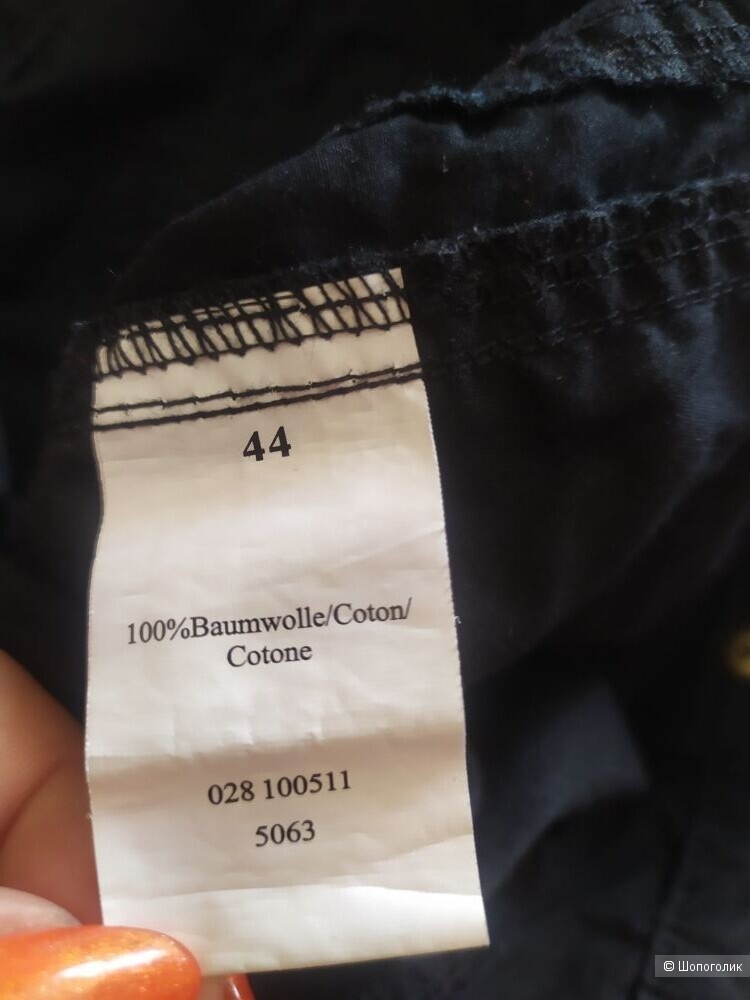 44
100%Baumwolle/Coton/
Cotone
028 100511
5063
© Шопоголик